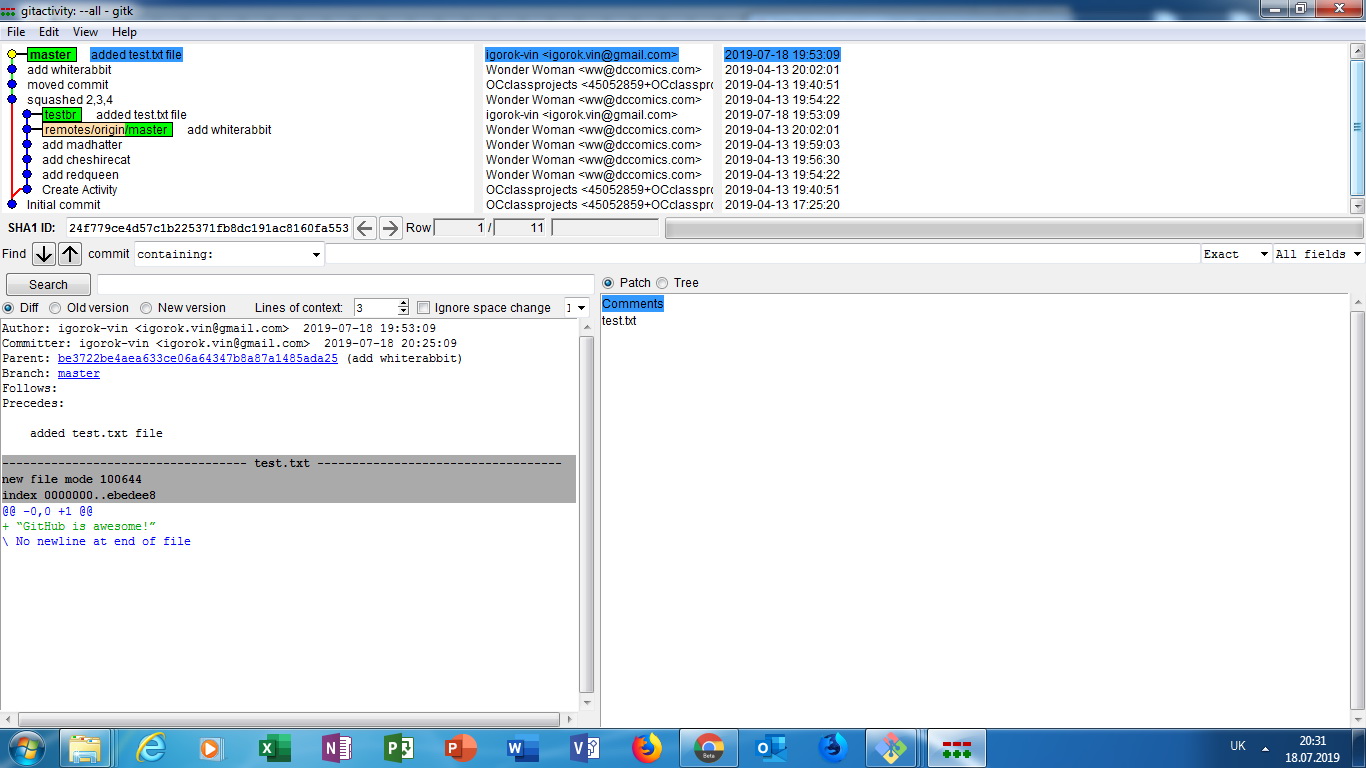 gitactivity: --all - gitk
File Edit View Help
master added test.txt file igorok-vin <igorok.vin@gmail.com> 2019-07-18 19:53:09
add whiterabbit Wonder Woman <ww@dccomics.com> 2019-04-13 20:02:01
moved commit OCclassprojects <45052859+OCclasspro 2019-04-13 19:40:51
squashed 2,3,4 Wonder Woman <ww@dccomics.com> 2019-04-13 19:54:22
testbr added test.txt file igorok-vin <igorok.vin@gmail.com> 2019-07-18 19:53:09
remotes/origin/master add whiterabbit Wonder Woman <ww@dccomics.com> 2019-04-13 20:02:01
add madhatter Wonder Woman <ww@dccomics.com> 2019-04-13 19:59:03
add cheshirecat Wonder Woman <ww@dccomics.com> 2019-04-13 19:56:30
add redqueen Wonder Woman <ww@dccomics.com> 2019-04-13 19:54:22
Create Activity OCclassprojects <45052859+OCclasspro 2019-04-13 19:40:51
Initial commit OCclassprojects <45052859+OCclasspro 2019-04-13 17:25:20
SHA1 ID: 24f779ce4d57c1b225371fb8dc191ac8160fa553 Row 1 / 11
Find commit containing: Exact All fields
Search
Patch Tree
Diff Old version New version Lines of context: 3 Ignore space change
Comments
test.txt
Author: igorok-vin <igorok.vin@gmail.com> 2019-07-18 19:53:09
Committer: igorok-vin <igorok.vin@gmail.com> 2019-07-18 20:25:09
Parent: be3722be4aea633ce06a64347b8a87a1485ada25 (add whiterabbit)
Branch: master
Follows:
Precedes:
added test.txt file
----------------------------------- test.txt -----------------------------------
new file mode 100644
index 0000000..ebedee8
@@ -0,0 +1 @@
+ “GitHub is awesome!”
\ No newline at end of file
UK 20:31
18.07.2019